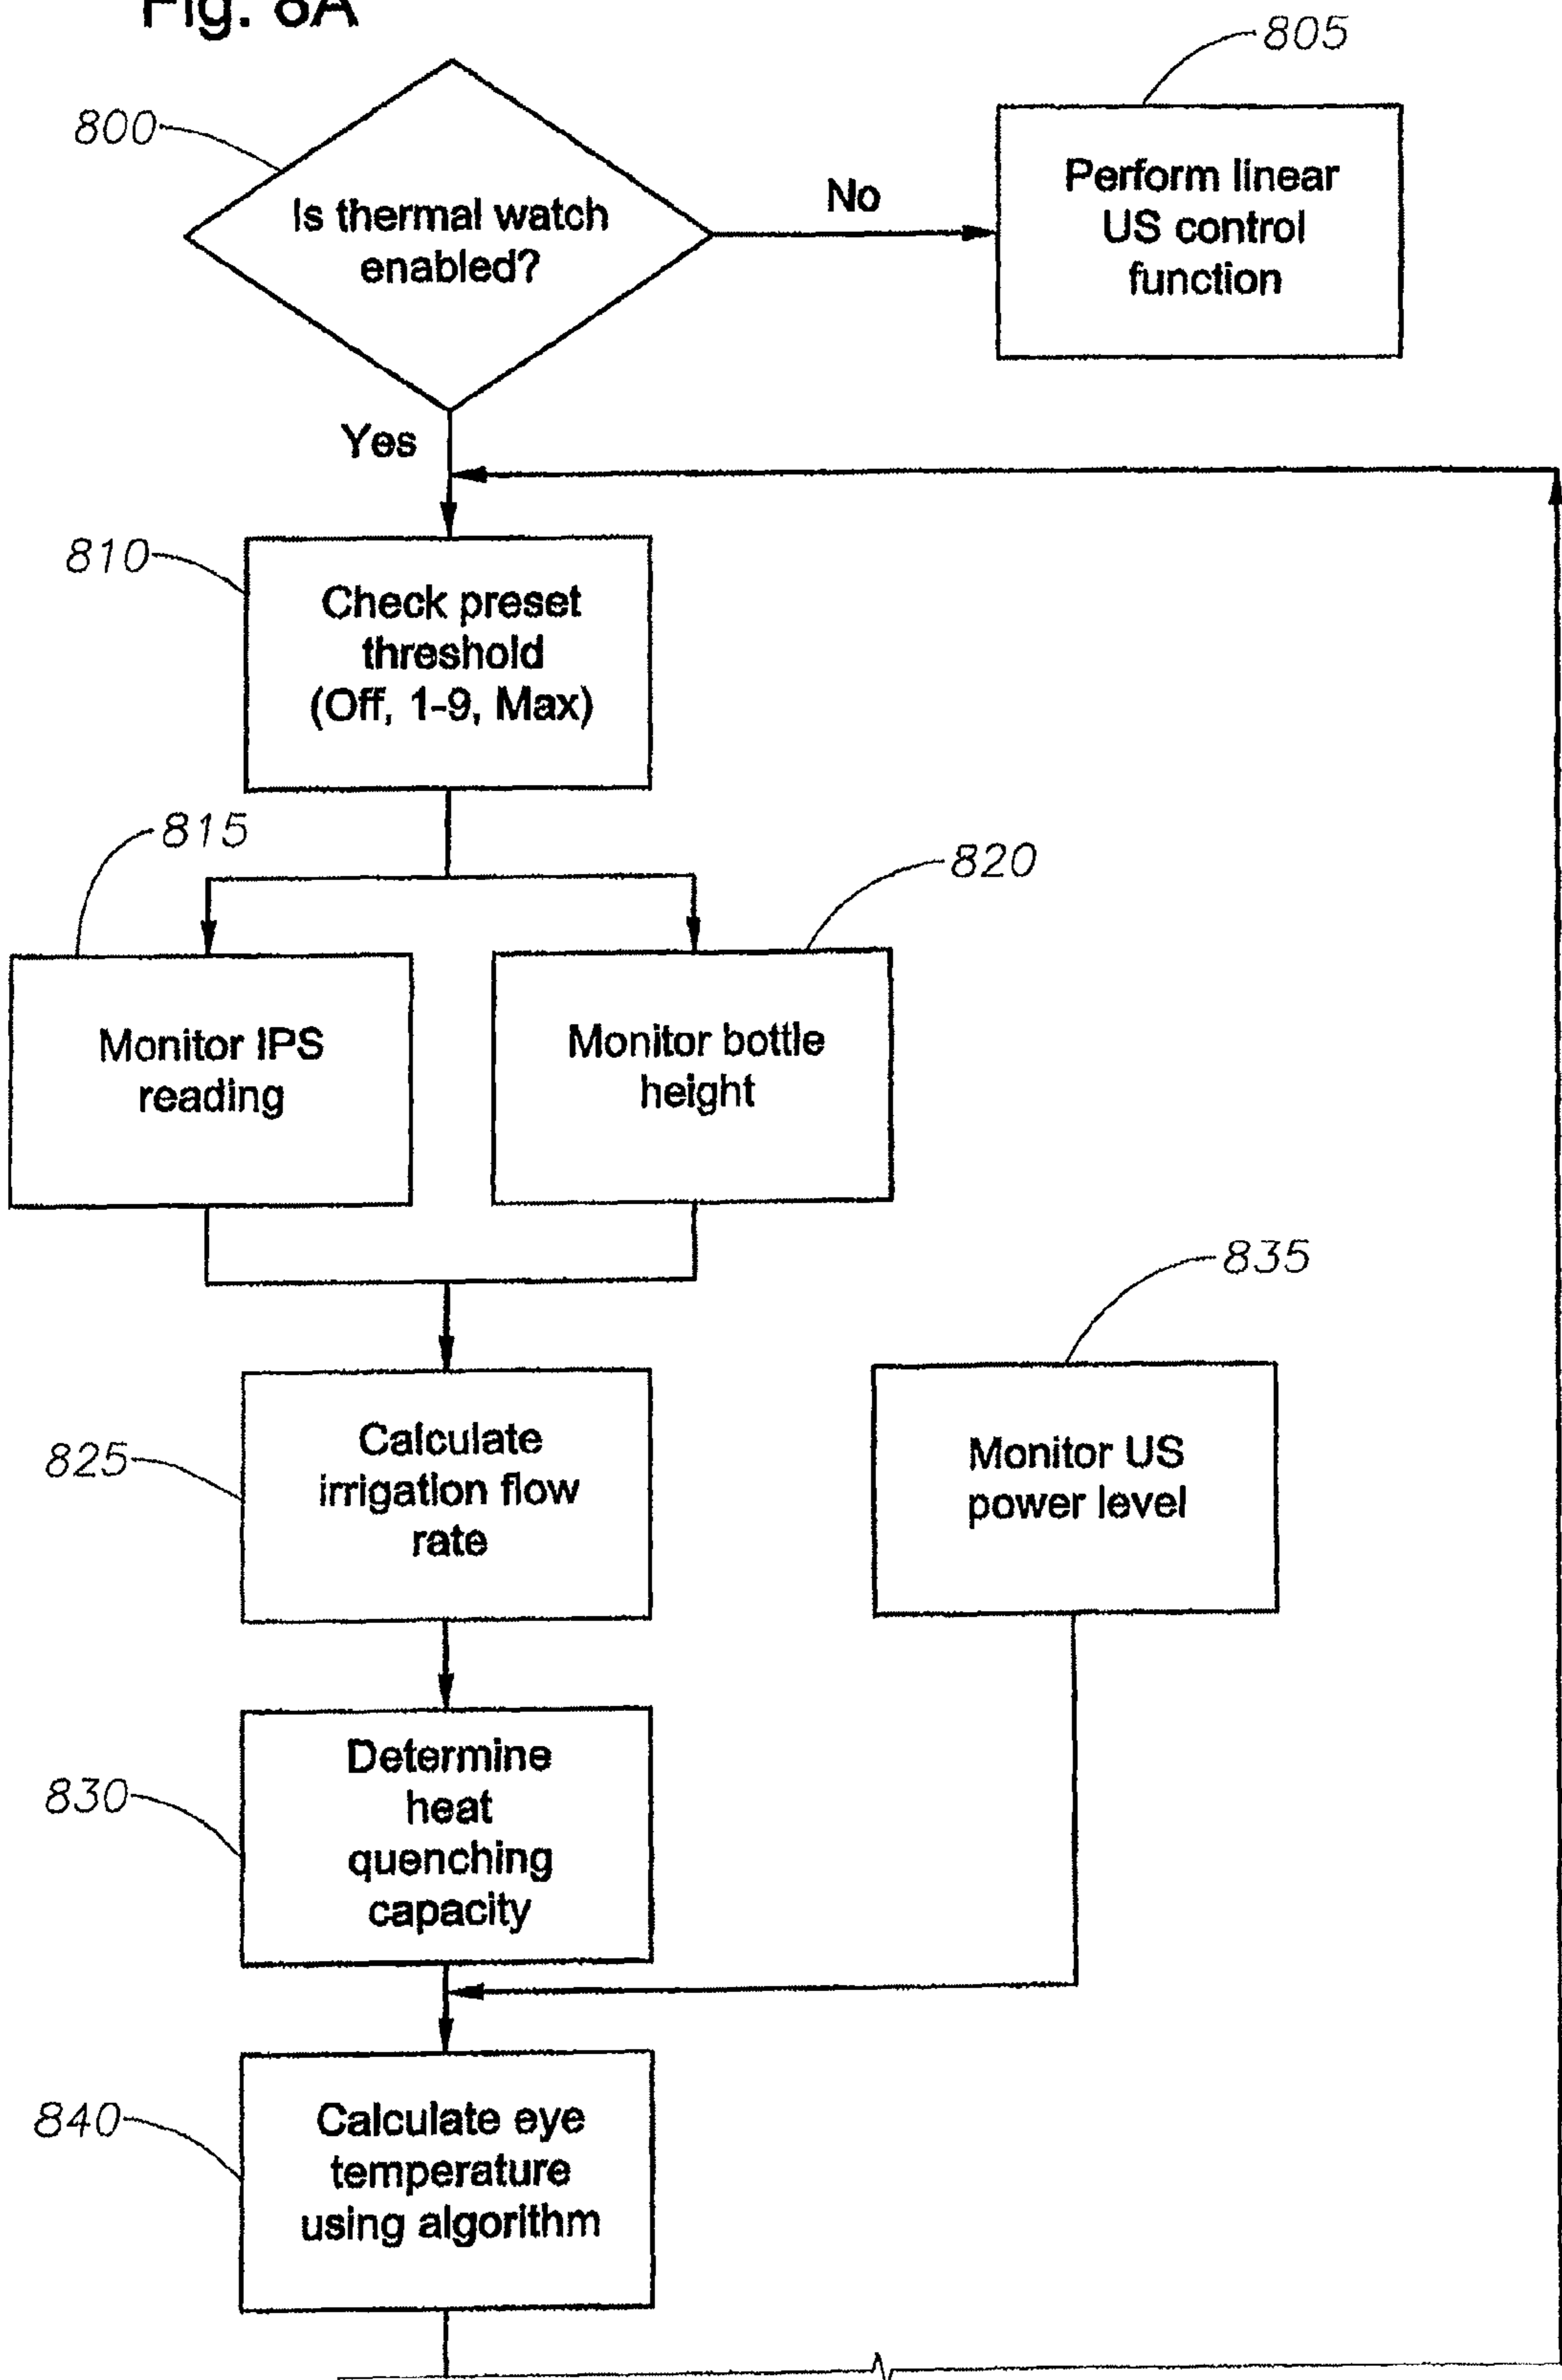 Fig. 8A
805
800
Is thermal watch
enabled?
No
Perform linear
US control
function
Yes
810
Check preset
threshold
(Off, 1-9, Max)
815
820
Monitor IPS
reading
Monitor bottle
height
835
825
Calculate
irrigation flow
rate
Monitor US
power level
830
Determine
heat
quenching
capacity
840
Calculate eye
temperature
using algorithm